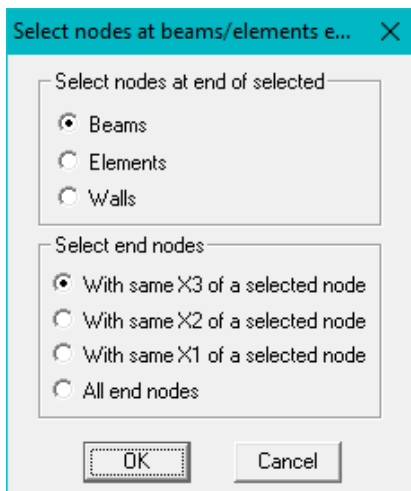 Select nodes at beams/elements e...
Select nodes at end of selected
Beams
Elements
Walls
Select end nodes
With same X3 of a selected node
With same X2 of a selected node
With same X1 of a selected node
All end nodes
OK Cancel